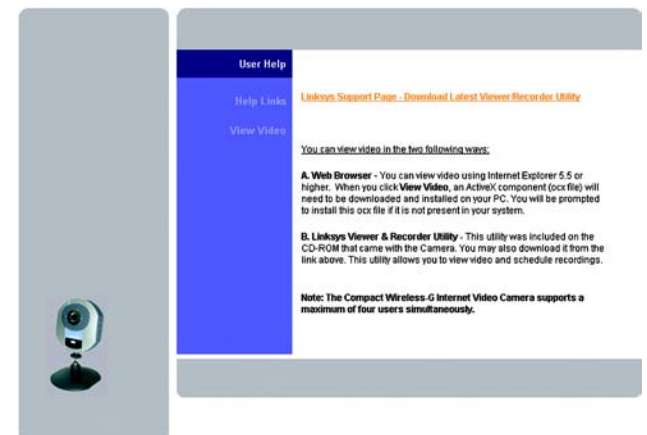 User Help
Help Links
View Video
Linksys Support Page - Download Latest Viewer Recorder Utility
You can view video in the two following ways:
A. Web Browser - You can view video using Internet Explorer 5.5 or
higher. When you click View Video, an ActiveX component (ocx file) will
need to be downloaded and installed on your PC. You will be prompted
to install this ocx file if it is not present in your system.
B. Linksys Viewer & Recorder Utility - This utility was included on the
CD-ROM that came with the Camera. You may also download it from the
link above. This utility allows you to view video and schedule recordings.
Note: The Compact Wireless-G Internet Video Camera supports a
maximum of four users simultaneously.